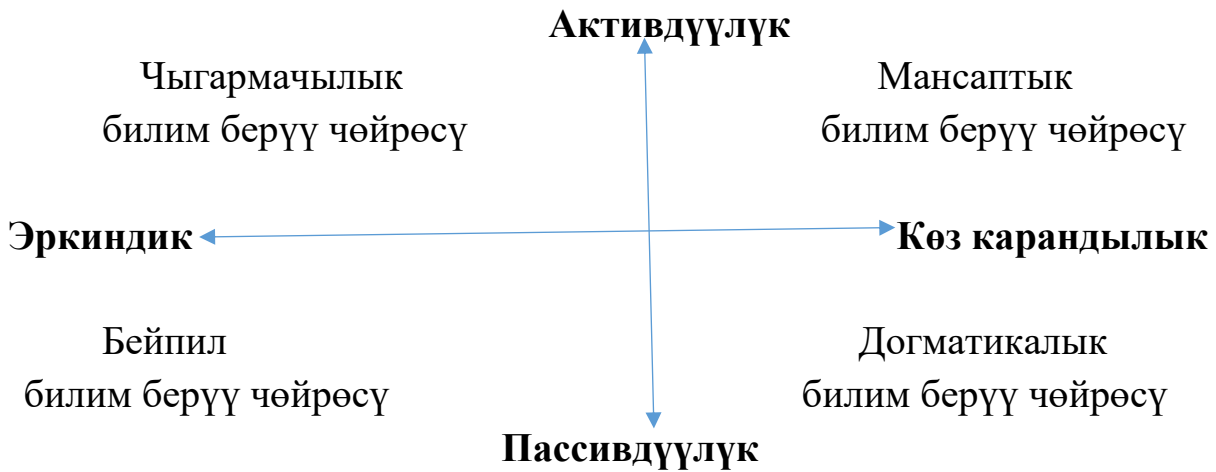 Активдүүлүк
Чыгармачылык
билим берүү чөйрөсү
Мансаптык
билим берүү чөйрөсү
Эркиндик
Көз карандылык
Бейпил
билим берүү чөйрөсү
Догматикалык
билим берүү чөйрөсү
Пассивдүүлүк